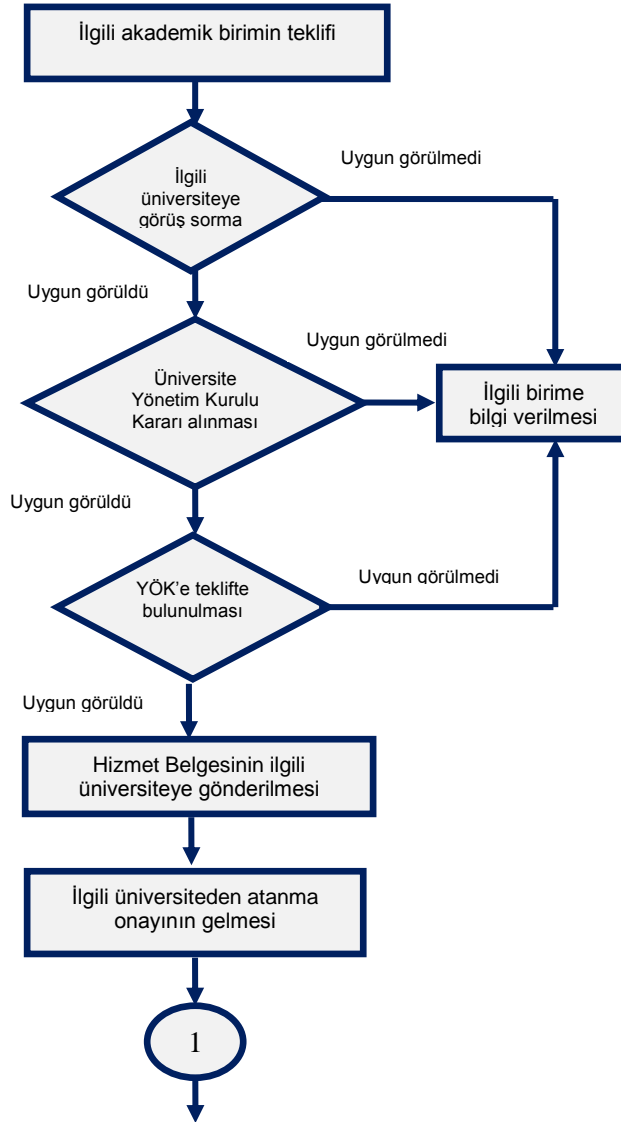 İlgili akademik birimin teklifi
Uygun görülmedi
İlgili
üniversiteye
görüş sorma
Uygun görüldü
Uygun görülmedi
Üniversite
Yönetim Kurulu
Kararı alınması
İlgili birime
bilgi verilmesi
Uygun görüldü
YÖK’e teklifte
bulunulması
Uygun görülmedi
Uygun görüldü
Hizmet Belgesinin ilgili
üniversiteye gönderilmesi
İlgili üniversiteden atanma
onayının gelmesi
1